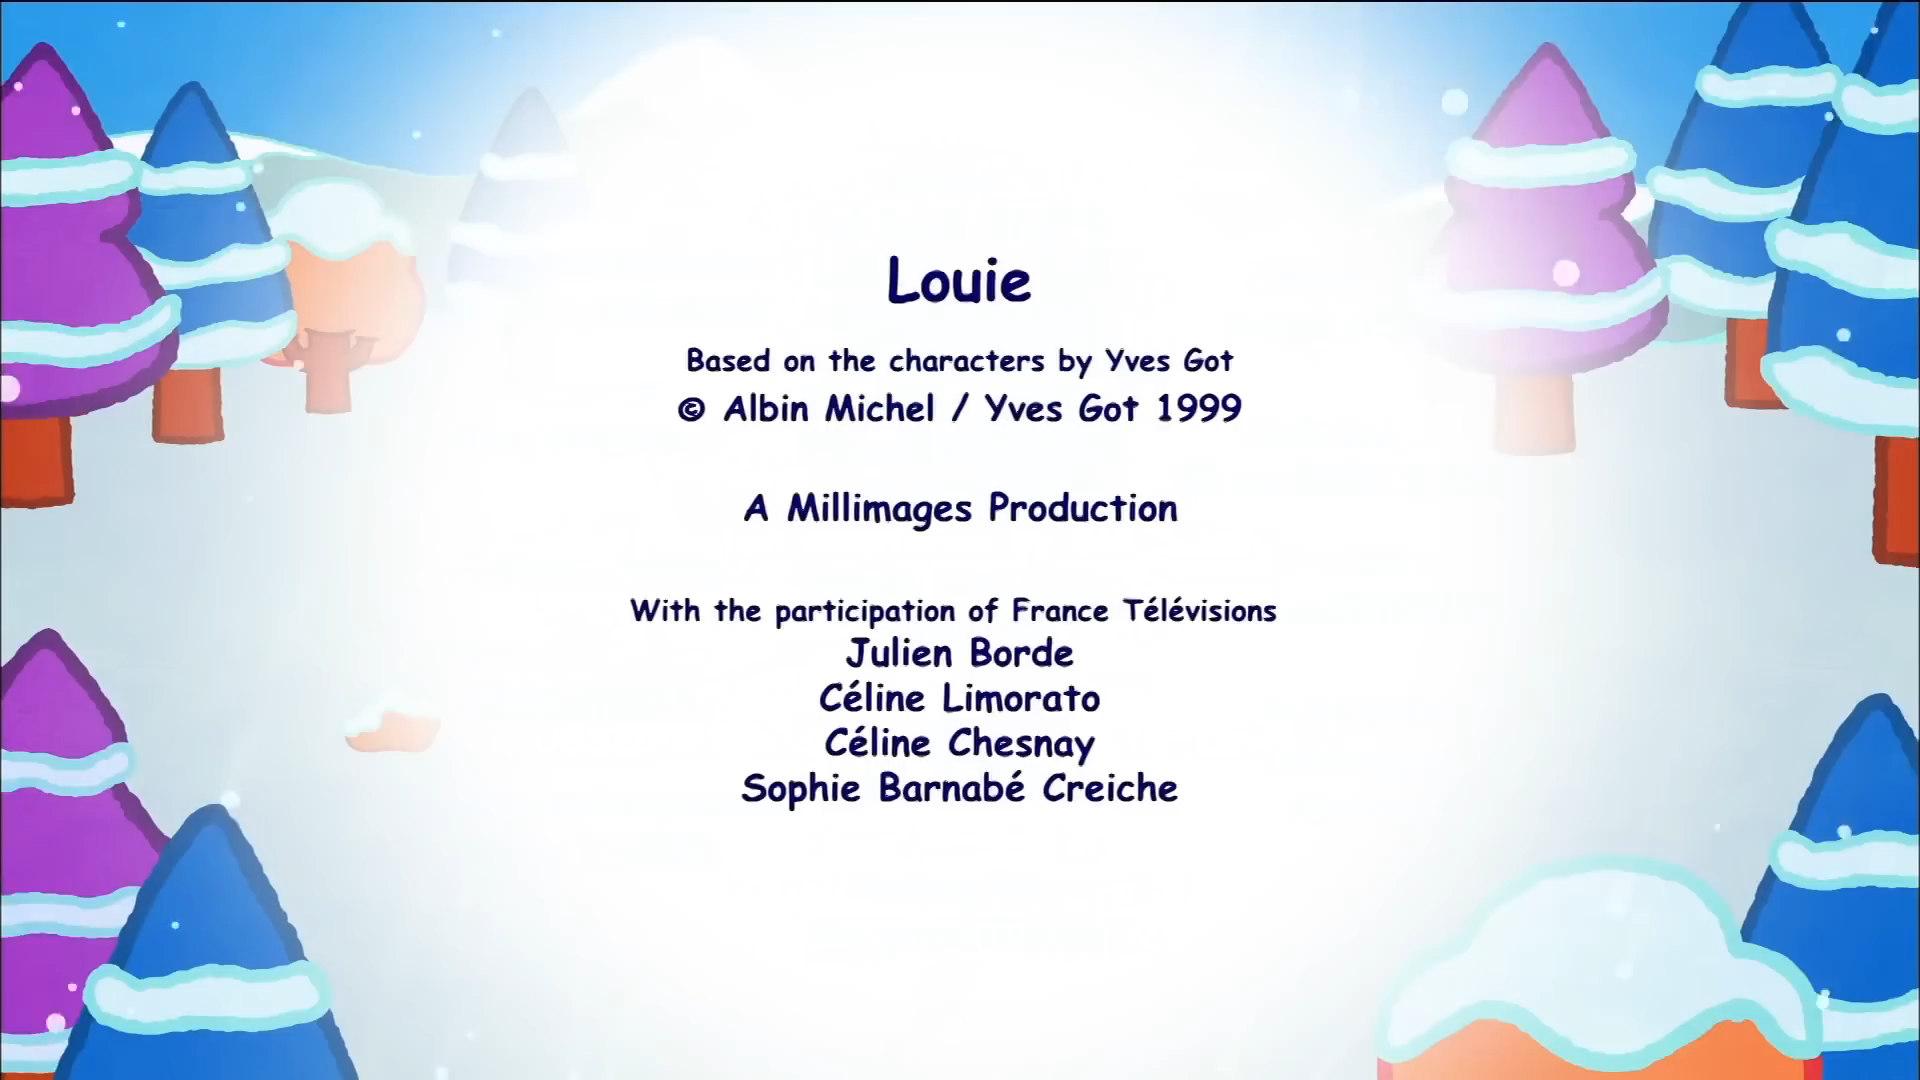 Louie
Based on the characters by Yves Got
© Albin Michel / Yves Got 1999
A Millimages Production
With the participation of France Télévisions
Julien Borde
Céline Limorato
Céline Chesnay
Sophie Barnabé Creiche